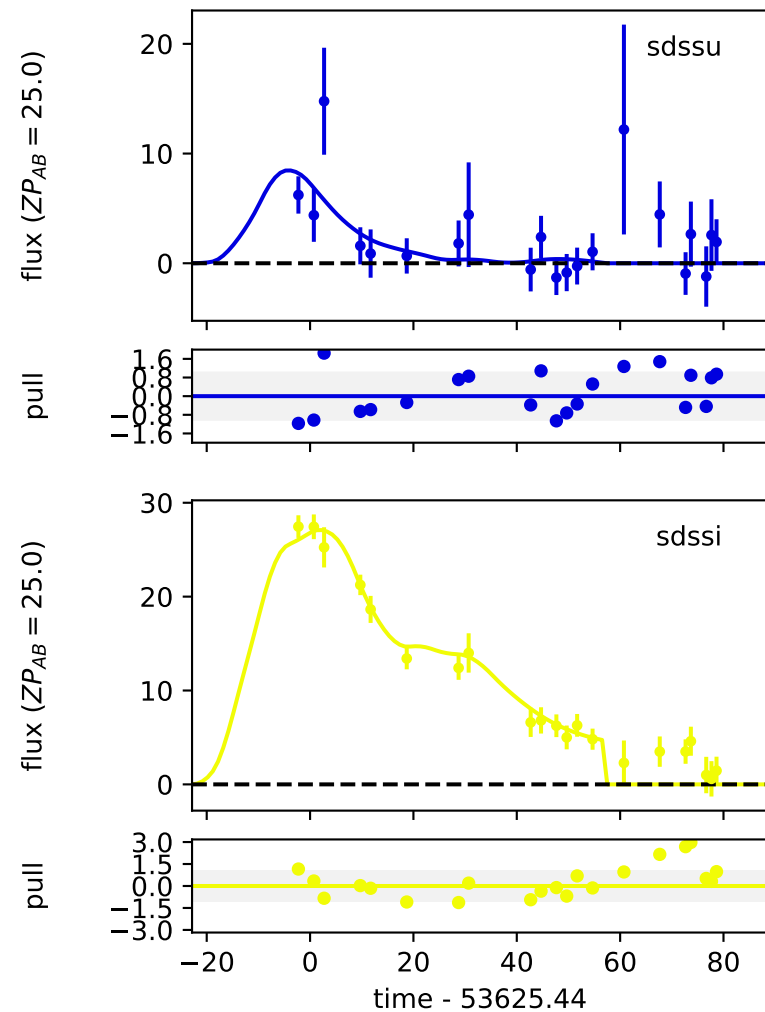 20
10
0
flux (ZP_AB = 25.0)
sdssu
1.6
0.8
0.0
−0.8
−1.6
pull
30
20
10
0
flux (ZP_AB = 25.0)
sdssi
3.0
1.5
0.0
−1.5
−3.0
pull
−20 0 20 40 60 80
time - 53625.44